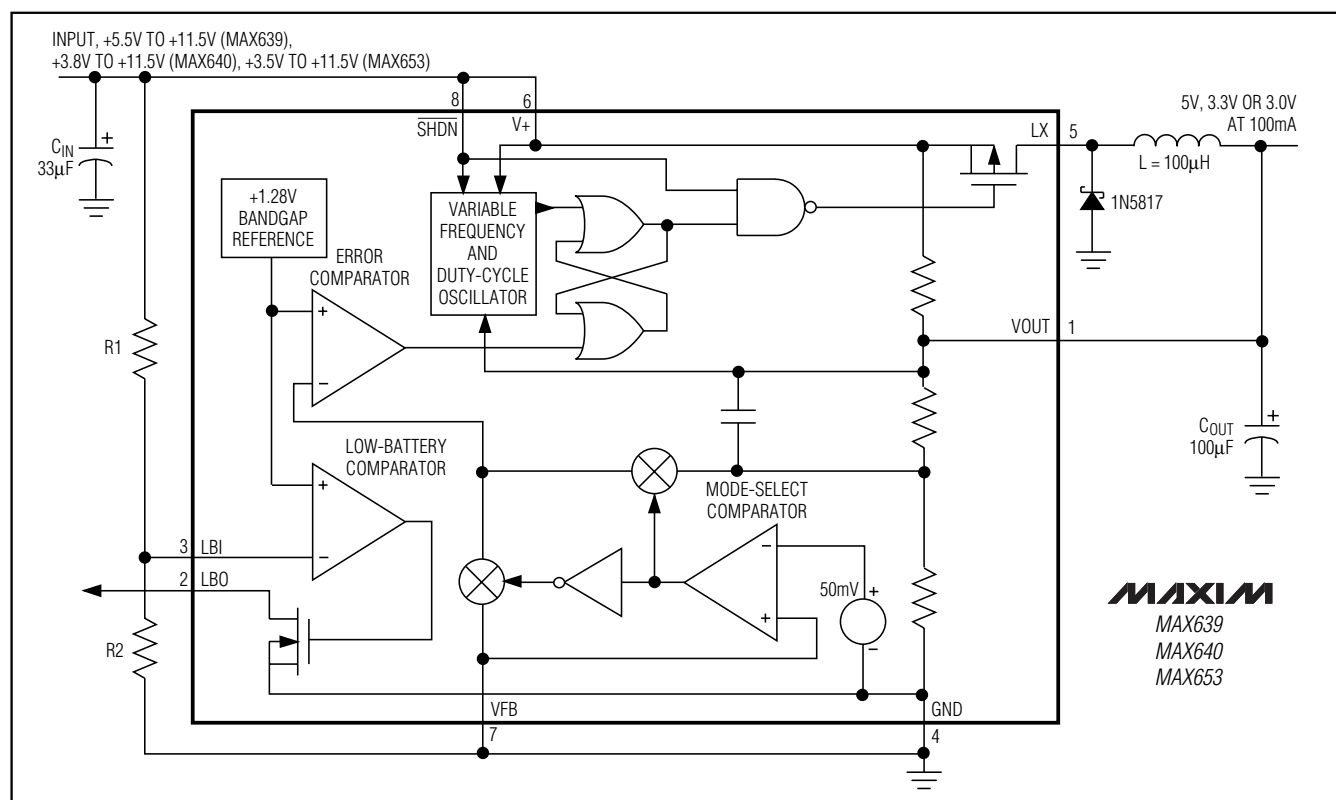 INPUT, +5.5V TO +11.5V (MAX639),
+3.8V TO +11.5V (MAX640), +3.5V TO +11.5V (MAX653)
8
6
SHDN
V+
LX
5
5V, 3.3V OR 3.0V
AT 100mA
L = 100µH
1N5817
+
CIN
33µF
+1.28V
BANDGAP
REFERENCE
VARIABLE
FREQUENCY
AND
DUTY-CYCLE
OSCILLATOR
ERROR
COMPARATOR
+
−
R1
VOUT
1
LOW-BATTERY
COMPARATOR
+
−
MODE-SELECT
COMPARATOR
−
+
50mV
+
−
+
COUT
100µF
3
LBI
2
LBO
R2
VFB
7
GND
4
MAXIM
MAX639
MAX640
MAX653